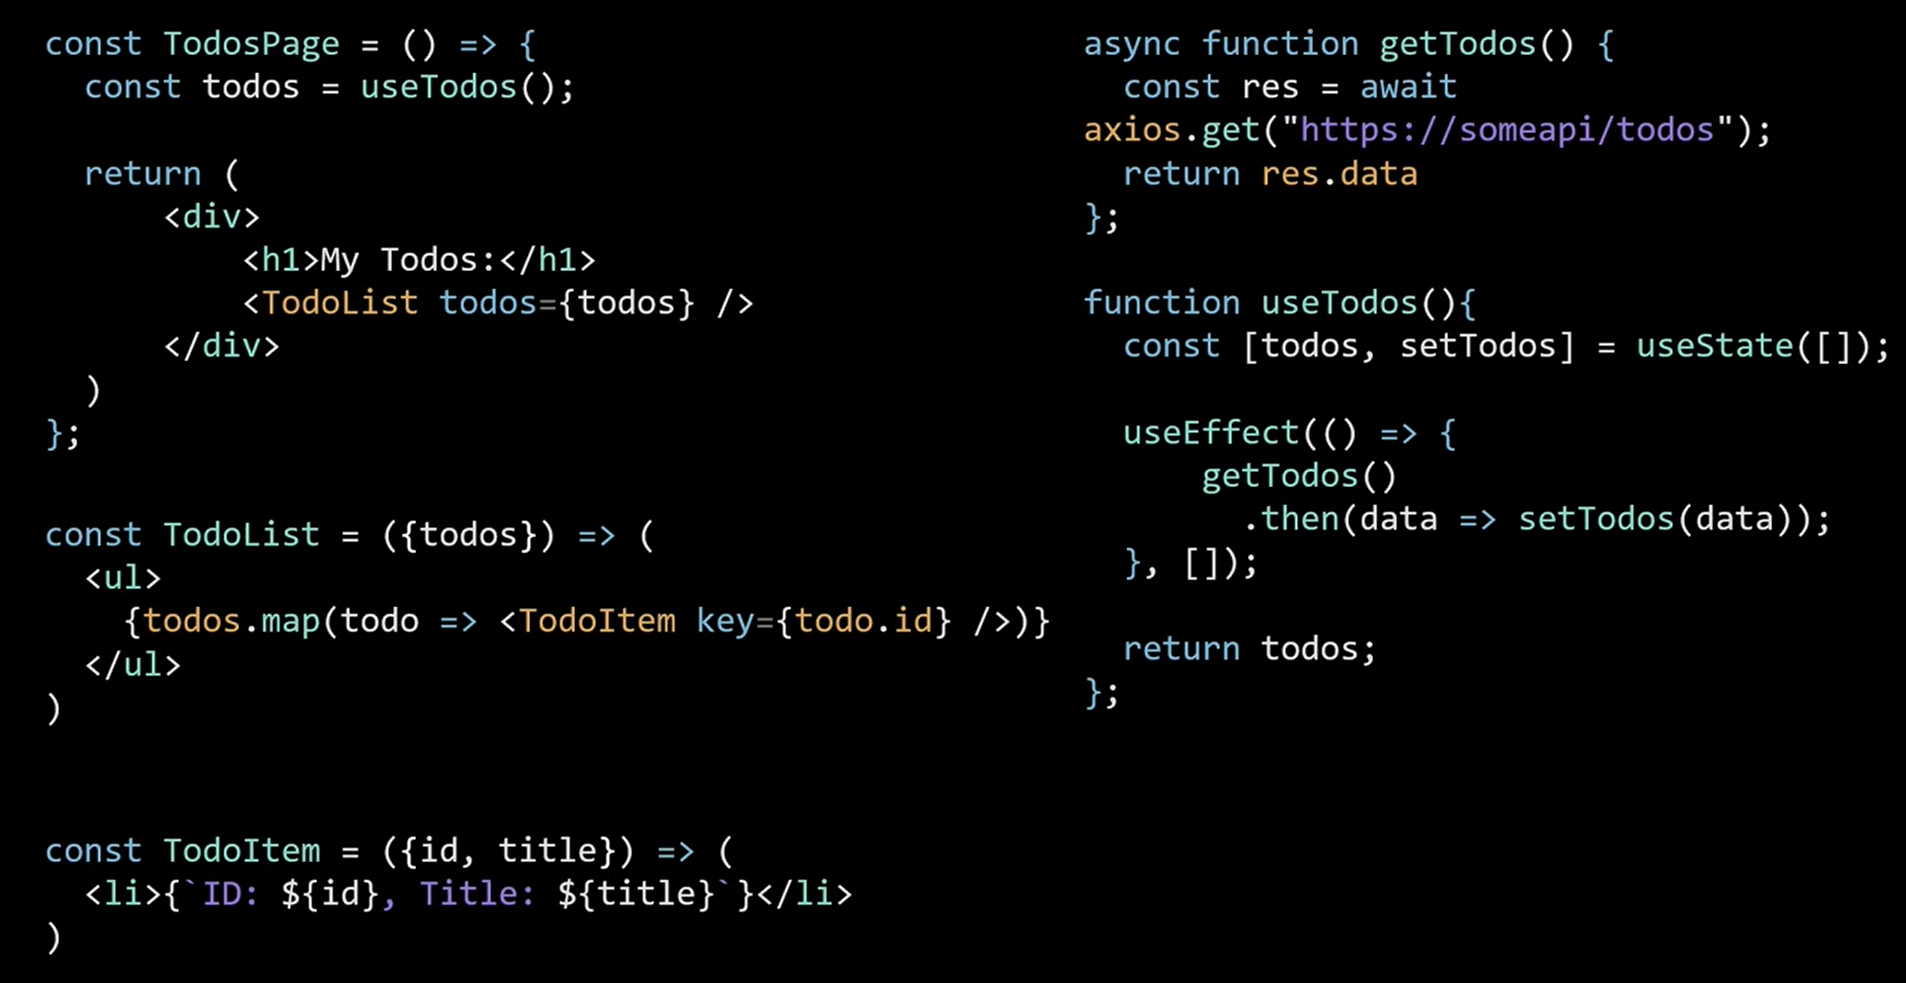 const TodosPage = () => {
  const todos = useTodos();
  return (
    <div>
      <h1>My Todos:</h1>
      <TodoList todos={todos} />
    </div>
  )
};
const TodoList = ({todos}) => (
  <ul>
    {todos.map(todo => <TodoItem key={todo.id} />)}
  </ul>
)
const TodoItem = ({id, title}) => (
  <li>{`ID: ${id}, Title: ${title}`}</li>
)
async function getTodos() {
  const res = await
axios.get("https://someapi/todos");
  return res.data
};
function useTodos(){
  const [todos, setTodos] = useState([]);
  useEffect(() => {
      getTodos()
        .then(data => setTodos(data));
  }, []);
  return todos;
};